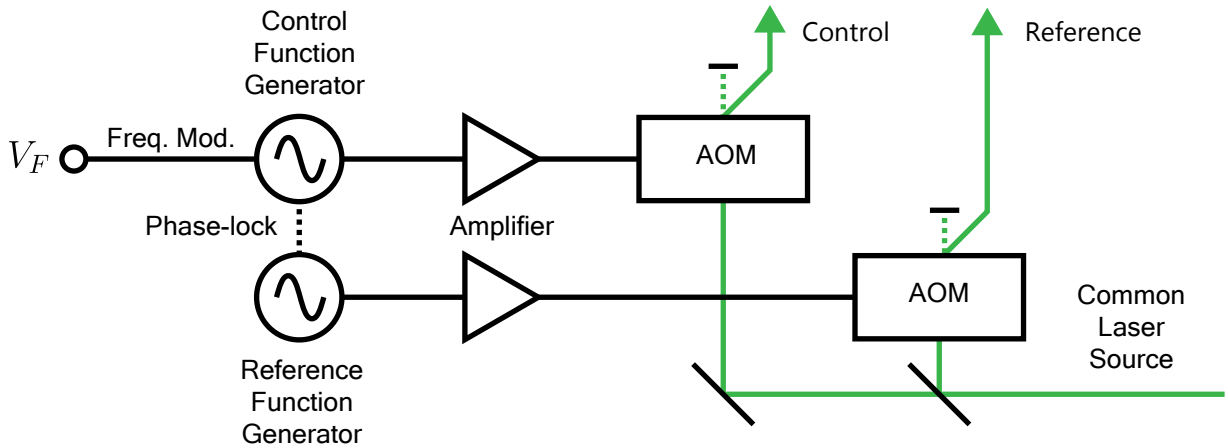 Control
Function
Generator
Control
Reference
V_F
Freq. Mod.
AOM
Phase-lock
Amplifier
AOM
Common
Laser
Source
Reference
Function
Generator